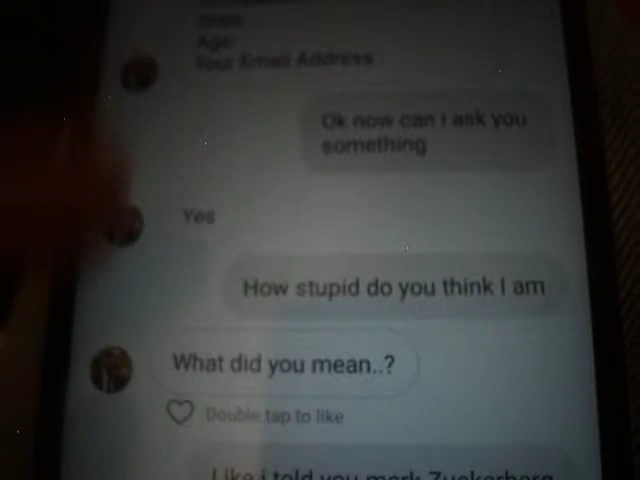 State
Age
Your Email Address
Ok now can i ask you
something
Yes
How stupid do you think I am
What did you mean..?
Double tap to like
Like i told you mark Zuckerberg